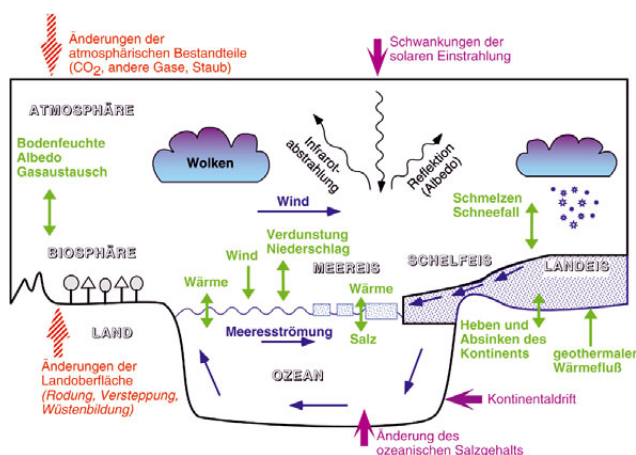 Änderungen der
atmosphärischen Bestandteile
(CO2, andere Gase, Staub)
Schwankungen der
solaren Einstrahlung
ATMOSPHÄRE
Bodenfeuchte
Albedo
Gasaustausch
Wolken
Infrarot-
abstrahlung
Reflektion
(Albedo)
Wind
Schmelzen
Schneefall
BIOSPHÄRE
Verdunstung
Niederschlag
Wind
MEEREIS
SCHELFEIS
LANDEIS
Wärme
Wärme
LAND
Meeresströmung
Salz
Heben und
Absinken des
Kontinents
geothermaler
Wärmefluß
Änderungen der
Landoberfläche
(Rodung, Versteppung,
Wüstenbildung)
OZEAN
Kontinentaldrift
Änderung des
ozeanischen Salzgehalts